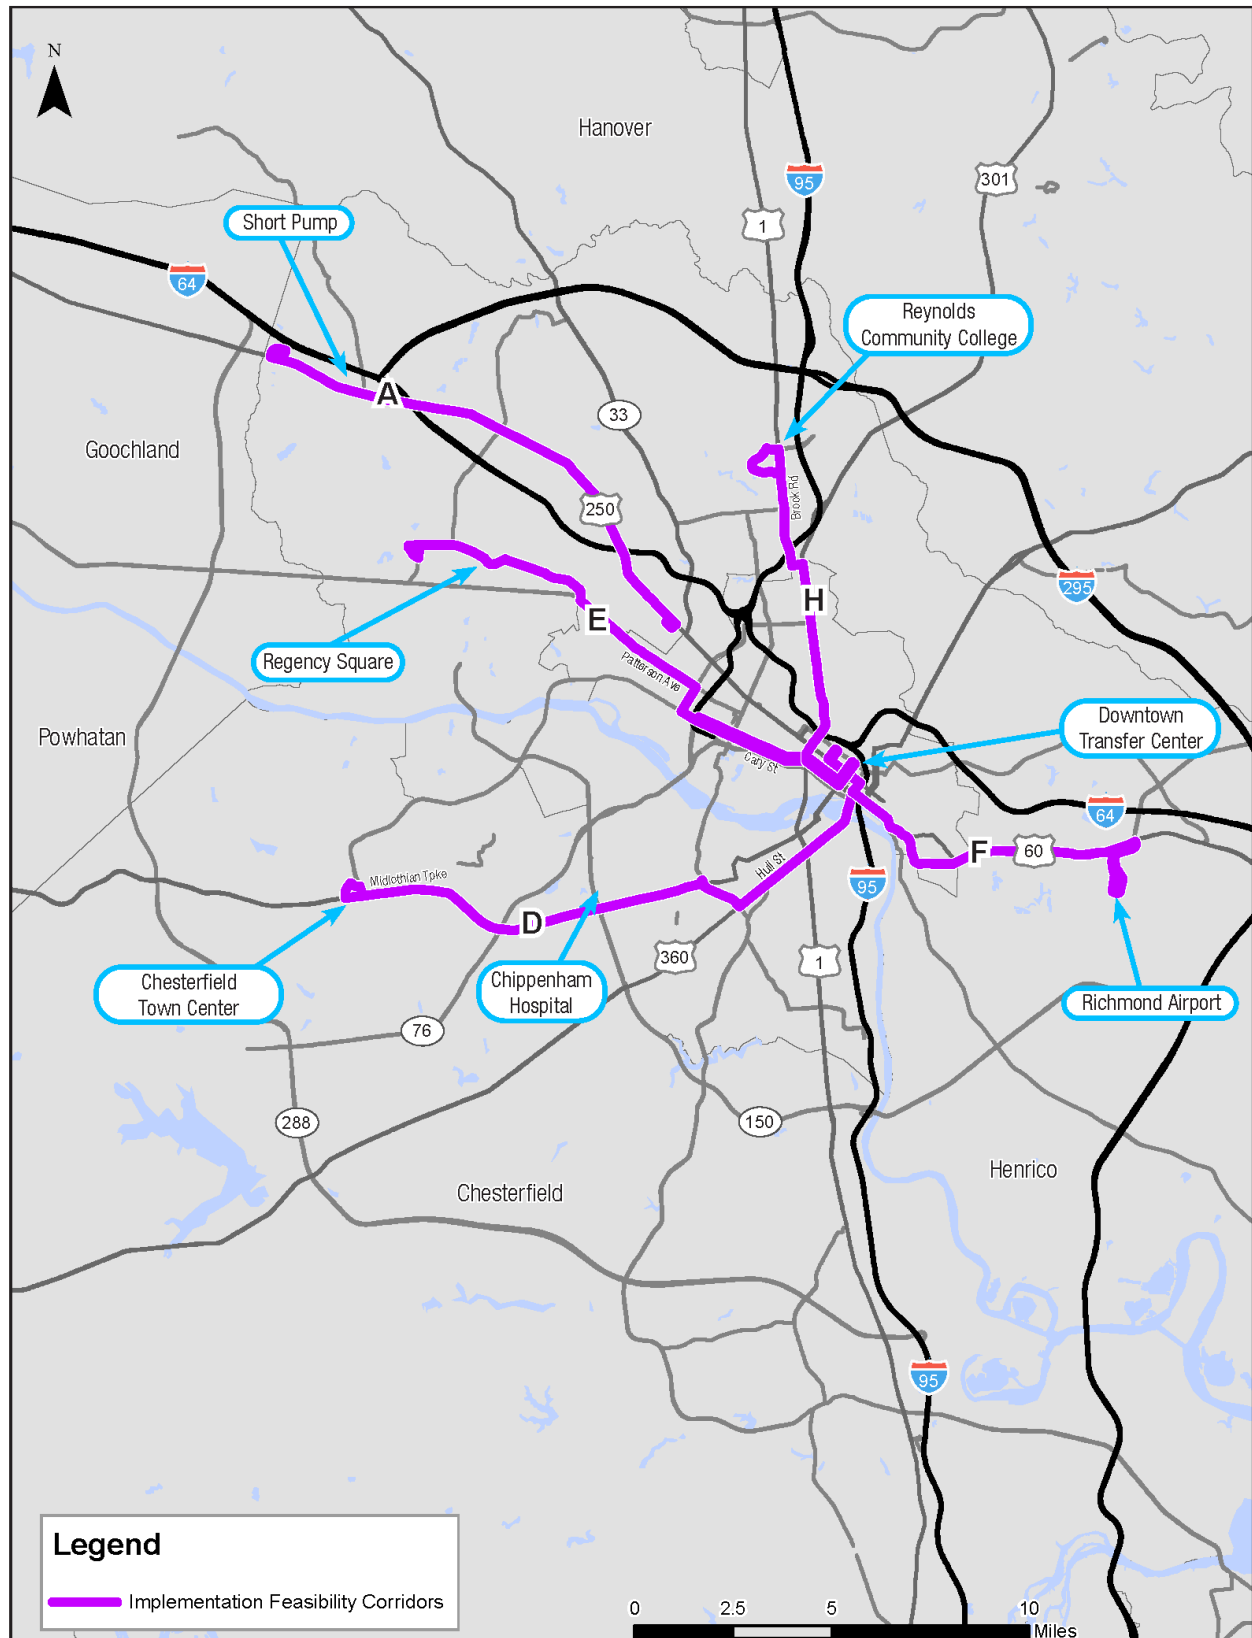 N
Hanover
95
301
1
Short Pump
64
Reynolds
Community College
A
33
Goochland
250
Brook Rd
295
H
E
Regency Square
Patterson Ave
Powhatan
Downtown
Transfer Center
Cary St
64
F
60
Hull St
Midlothian Tpke
95
D
360
1
Chesterfield
Town Center
Chippenham
Hospital
Richmond Airport
76
288
150
Henrico
Chesterfield
95
Legend
Implementation Feasibility Corridors
0 2.5 5 10
Miles